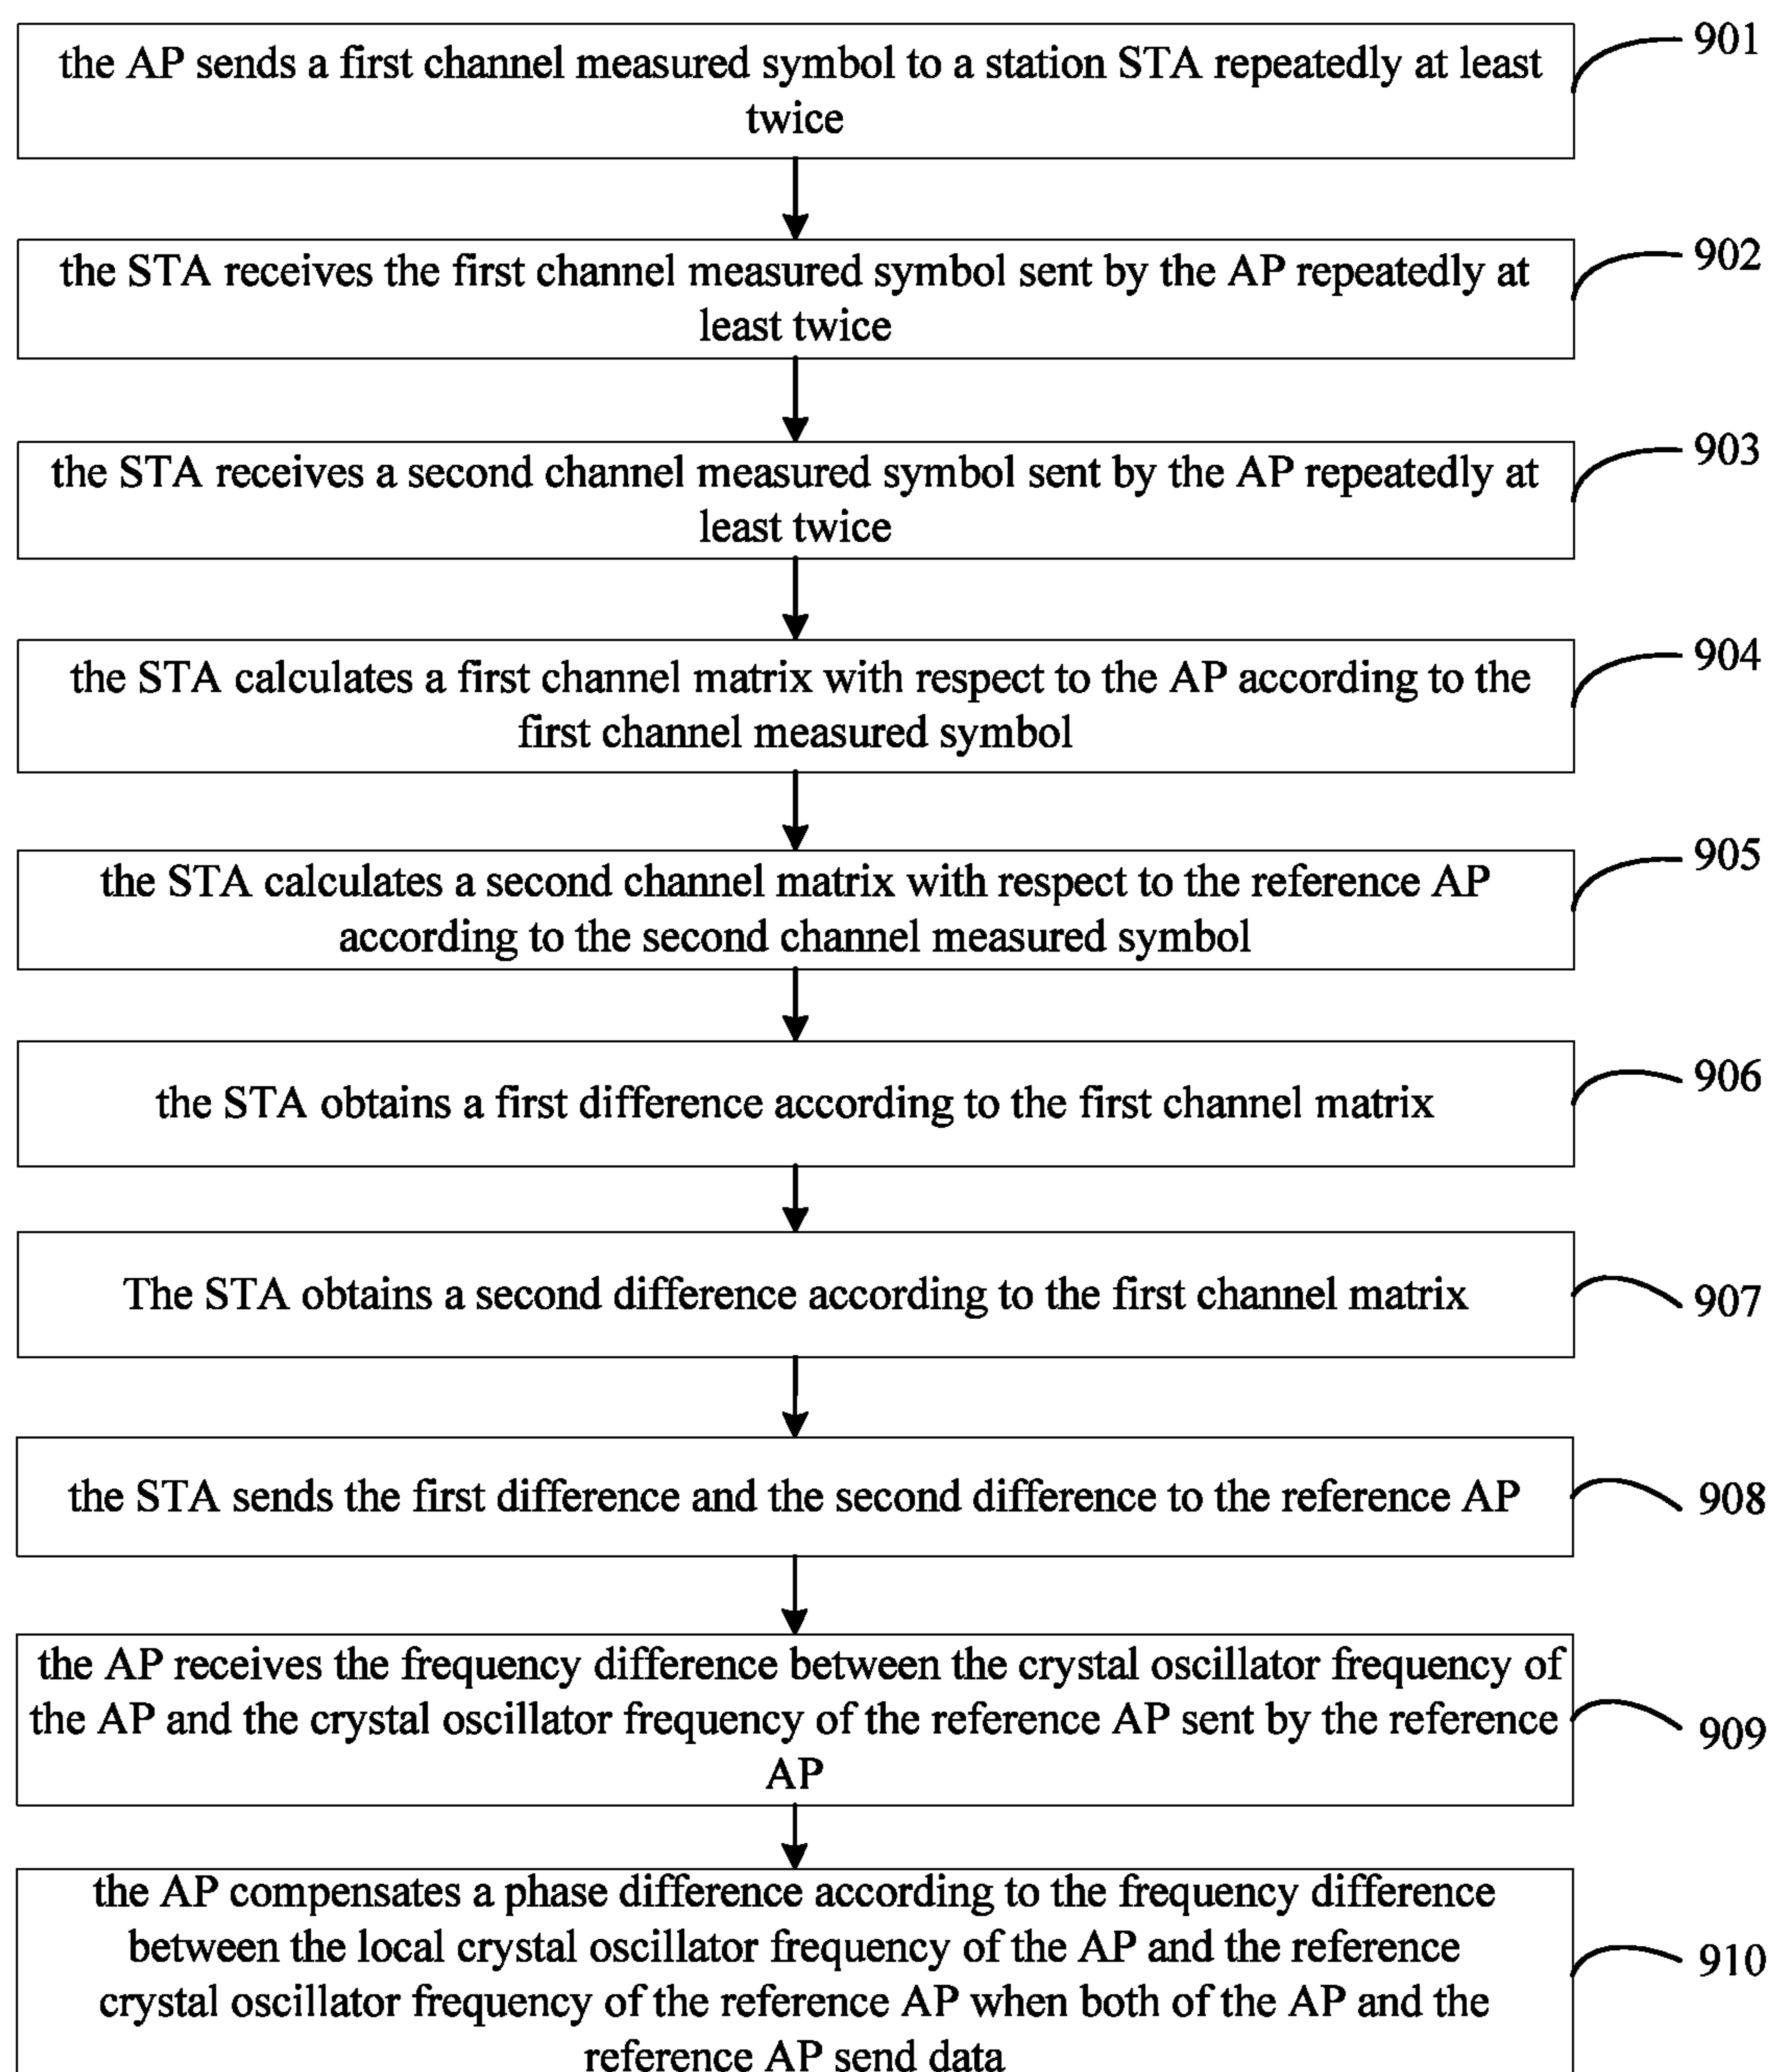 the AP sends a first channel measured symbol to a station STA repeatedly at least
twice
901
the STA receives the first channel measured symbol sent by the AP repeatedly at
least twice
902
the STA receives a second channel measured symbol sent by the AP repeatedly at
least twice
903
the STA calculates a first channel matrix with respect to the AP according to the
first channel measured symbol
904
the STA calculates a second channel matrix with respect to the reference AP
according to the second channel measured symbol
905
the STA obtains a first difference according to the first channel matrix
906
The STA obtains a second difference according to the first channel matrix
907
the STA sends the first difference and the second difference to the reference AP
908
the AP receives the frequency difference between the crystal oscillator frequency of
the AP and the crystal oscillator frequency of the reference AP sent by the reference
AP
909
the AP compensates a phase difference according to the frequency difference
between the local crystal oscillator frequency of the AP and the reference
crystal oscillator frequency of the reference AP when both of the AP and the
reference AP send data
910